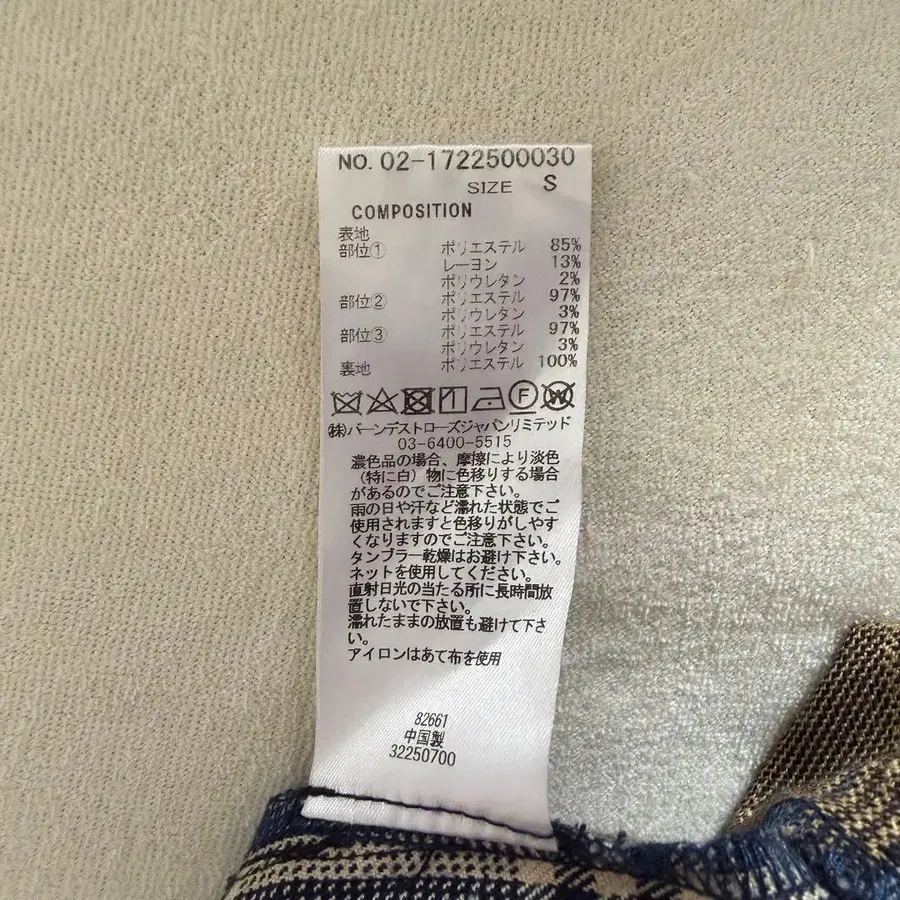 NO. 02-1722500030
SIZE S
COMPOSITION
表地
部位① ポリエステル 85%
レーヨン 13%
ポリウレタン 2%
部位② ポリエステル 97%
ポリウレタン 3%
部位③ ポリエステル 97%
ポリウレタン 3%
裏地 ポリエステル 100%
F W
(株)バーンデストローズジャパンリミテッド
03-6400-5515
濃色品の場合、摩擦により淡色
(特に白)物に色移りする場合
があるのでご注意下さい。
雨の日や汗など濡れた状態でご
使用されますと色移りがしやす
くなりますのでご注意下さい。
タンブラー乾燥はお避け下さい。
ネットを使用してください。
直射日光の当たる所に長時間放
置しないで下さい。
濡れたままの放置も避けて下さ
い。
アイロンはあて布を使用
82661
中国製
32250700